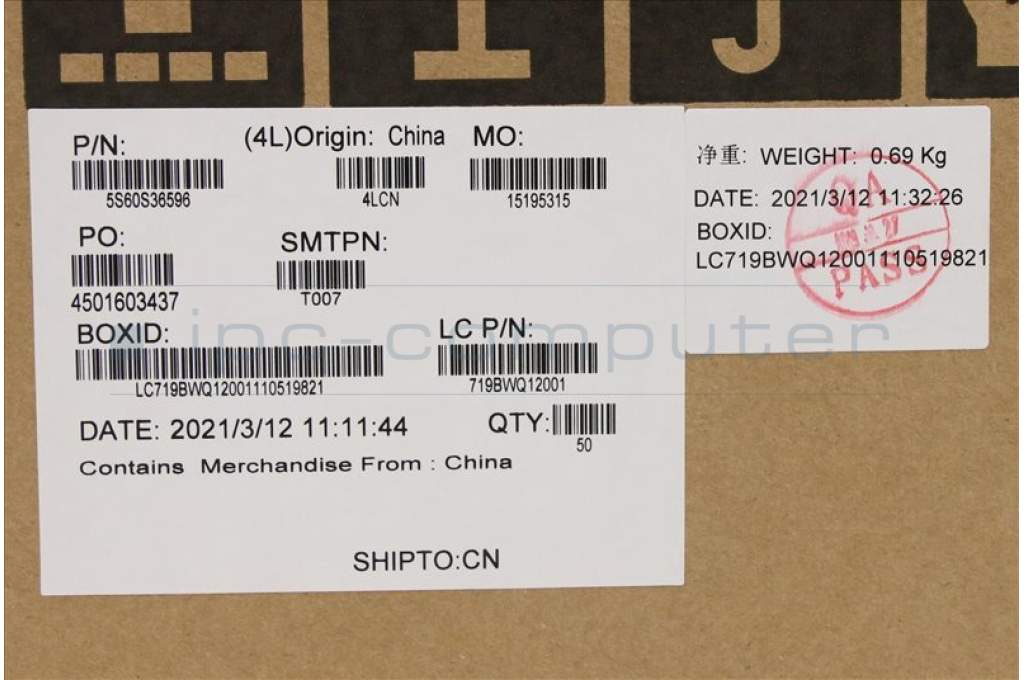 P/N:
5S60S36596
(4L)Origin: China
4LCN
MO:
15195315
PO:
4501603437
SMTPN:
T007
BOXID:
LC719BWQ12001110519821
LC P/N:
719BWQ12001
DATE: 2021/3/12 11:11:44
QTY:
50
Contains Merchandise From : China
SHIPTO:CN
净重: WEIGHT: 0.69 Kg
DATE: 2021/3/12 11:32:26
BOXID:
LC719BWQ12001110519821
QA
PASS
ipc-computer